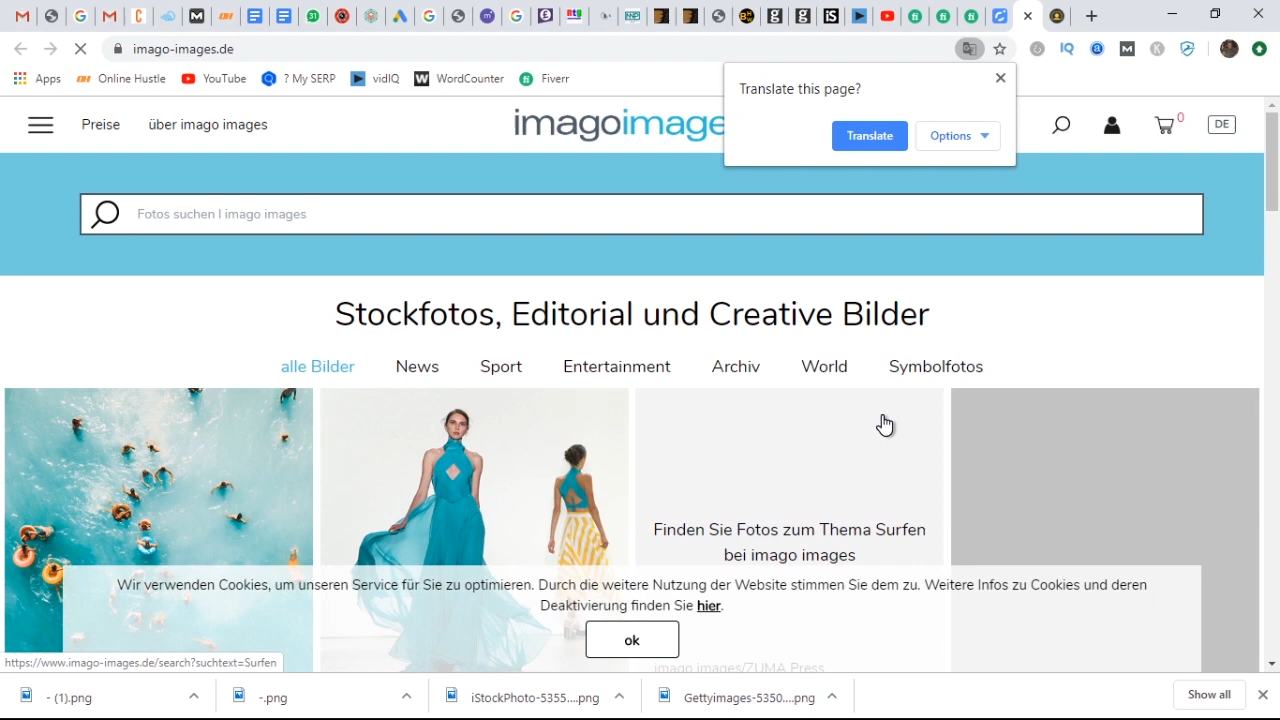 imago-images.de
Apps
Online Hustle
YouTube
? My SERP
vidIQ
WordCounter
Fiverr
Translate this page?
Translate
Options
Preise
über imago images
imagoimage
0
DE
Fotos suchen I imago images
Stockfotos, Editorial und Creative Bilder
alle Bilder
News
Sport
Entertainment
Archiv
World
Symbolfotos
Finden Sie Fotos zum Thema Surfen
bei imago images
Wir verwenden Cookies, um unseren Service für Sie zu optimieren. Durch die weitere Nutzung der Website stimmen Sie dem zu. Weitere Infos zu Cookies und deren
Deaktivierung finden Sie hier.
ok
imago images/ZUMA Press
https://www.imago-images.de/search?suchtext=Surfen
- (1).png
-.png
iStockPhoto-5355....png
Gettyimages-5350....png
Show all